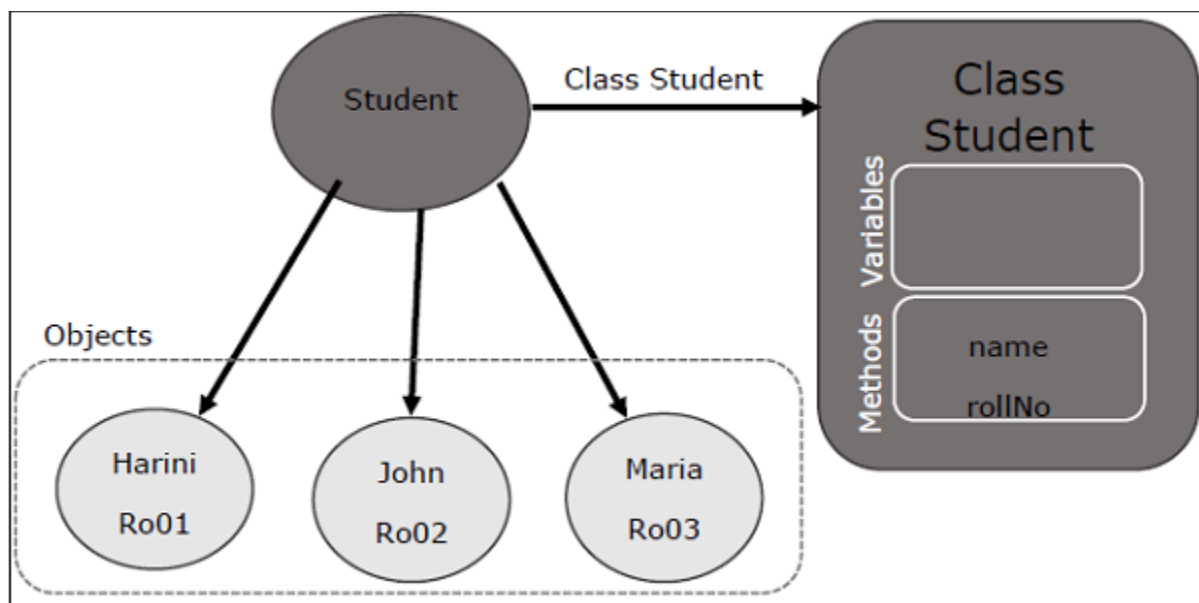 Student
Class Student
Class
Student
Variables
Methods
name
rollNo
Objects
Harini
Ro01
John
Ro02
Maria
Ro03